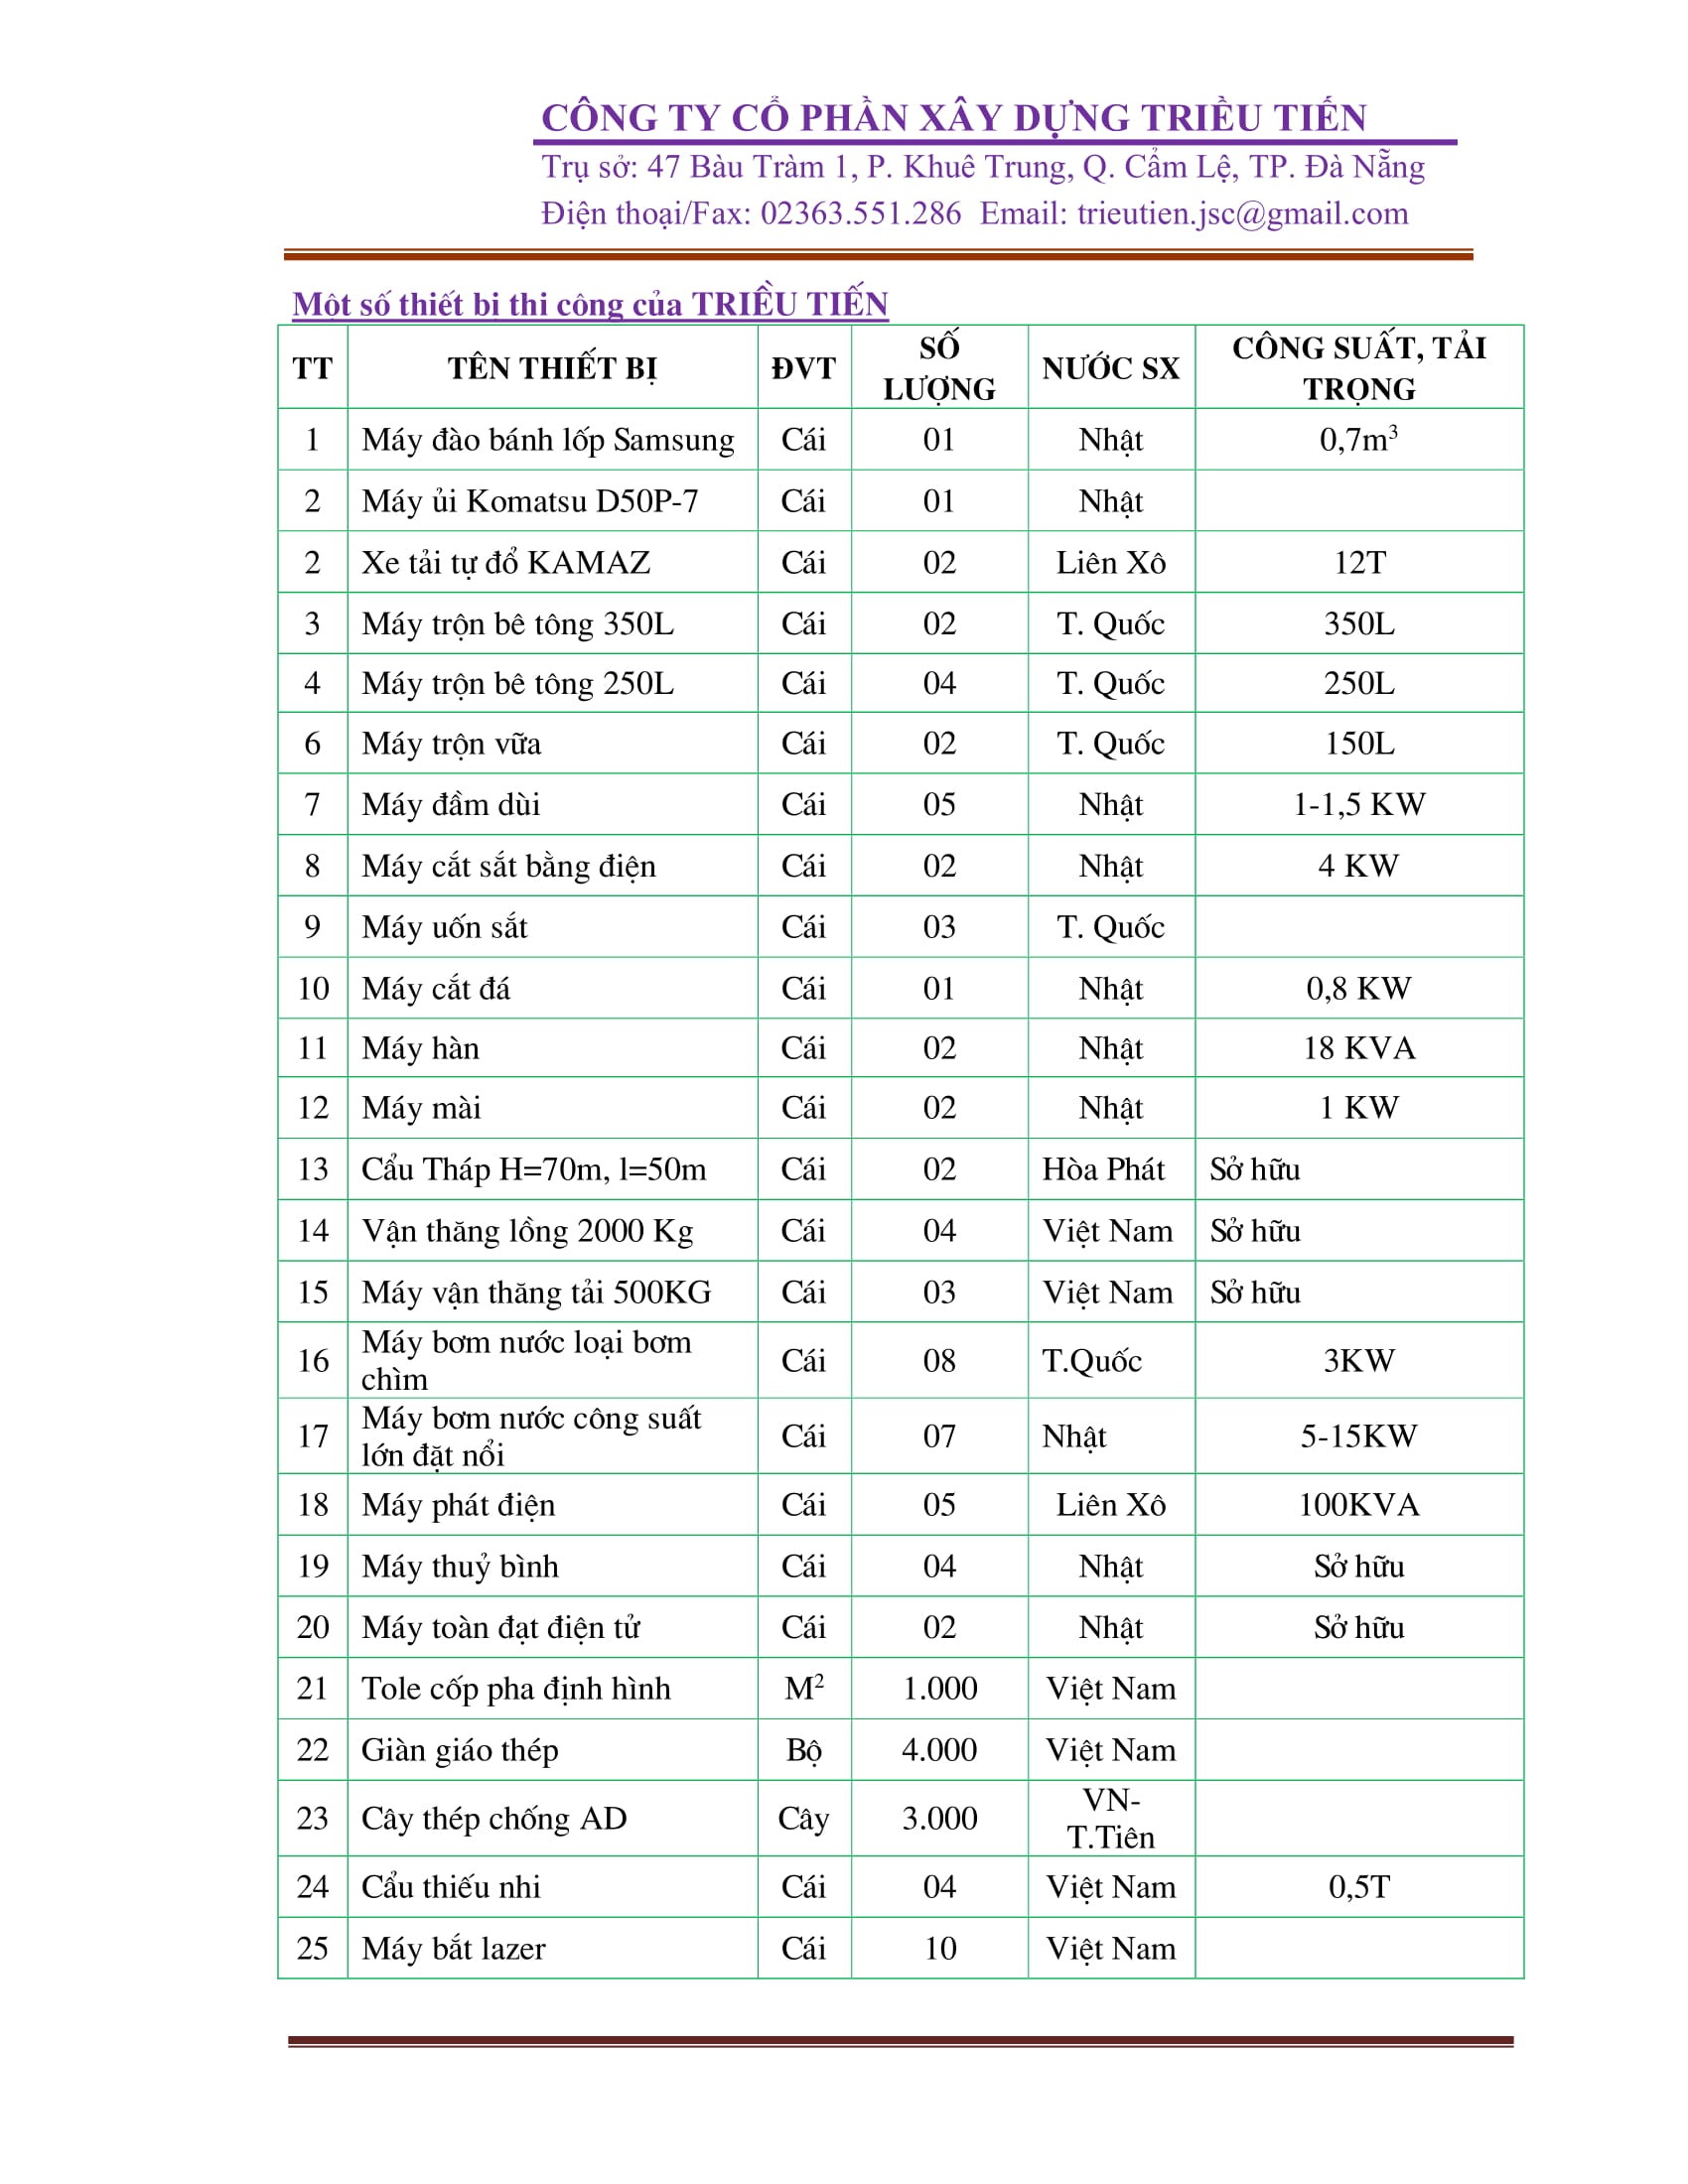 CÔNG TY CỔ PHẦN XÂY DỰNG TRIỀU TIẾN
Trụ sở: 47 Bàu Tràm 1, P. Khuê Trung, Q. Cẩm Lệ, TP. Đà Nẵng
Điện thoại/Fax: 02363.551.286  Email: trieutien.jsc@gmail.com
Một số thiết bị thi công của TRIỀU TIẾN
TT TÊN THIẾT BỊ ĐVT SỐ LƯỢNG NƯỚC SX CÔNG SUẤT, TẢI TRỌNG
1 Máy đào bánh lốp Samsung Cái 01 Nhật 0,7m³
2 Máy ủi Komatsu D50P-7 Cái 01 Nhật
2 Xe tải tự đổ KAMAZ Cái 02 Liên Xô 12T
3 Máy trộn bê tông 350L Cái 02 T. Quốc 350L
4 Máy trộn bê tông 250L Cái 04 T. Quốc 250L
6 Máy trộn vữa Cái 02 T. Quốc 150L
7 Máy đầm dùi Cái 05 Nhật 1-1,5 KW
8 Máy cắt sắt bằng điện Cái 02 Nhật 4 KW
9 Máy uốn sắt Cái 03 T. Quốc
10 Máy cắt đá Cái 01 Nhật 0,8 KW
11 Máy hàn Cái 02 Nhật 18 KVA
12 Máy mài Cái 02 Nhật 1 KW
13 Cẩu Tháp H=70m, l=50m Cái 02 Hòa Phát Sở hữu
14 Vận thăng lồng 2000 Kg Cái 04 Việt Nam Sở hữu
15 Máy vận thăng tải 500KG Cái 03 Việt Nam Sở hữu
16 Máy bơm nước loại bơm chìm Cái 08 T.Quốc 3KW
17 Máy bơm nước công suất lớn đặt nổi Cái 07 Nhật 5-15KW
18 Máy phát điện Cái 05 Liên Xô 100KVA
19 Máy thuỷ bình Cái 04 Nhật Sở hữu
20 Máy toàn đạt điện tử Cái 02 Nhật Sở hữu
21 Tole cốp pha định hình M² 1.000 Việt Nam
22 Giàn giáo thép Bộ 4.000 Việt Nam
23 Cây thép chống AD Cây 3.000 VN-T.Tiên
24 Cẩu thiếu nhi Cái 04 Việt Nam 0,5T
25 Máy bắt lazer Cái 10 Việt Nam